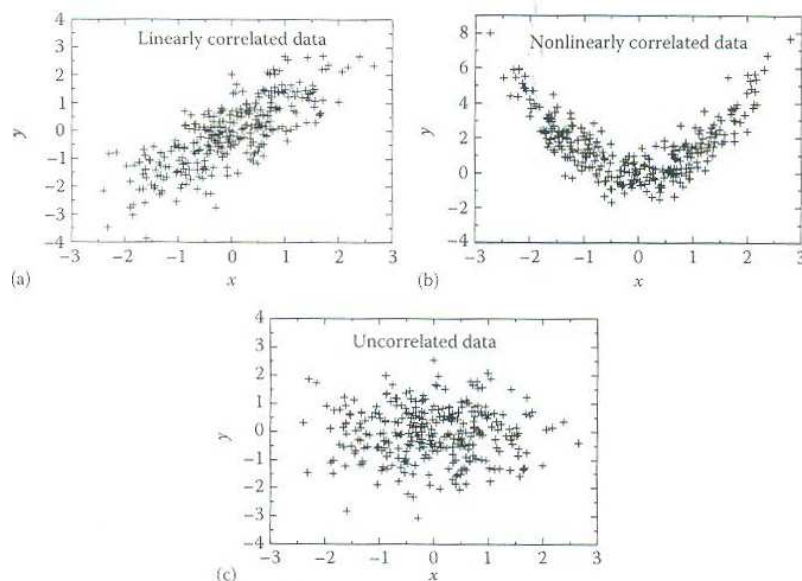 Linearly correlated data
4
3
2
1
0
−1
−2
−3
−4
y
−3 −2 −1 0 1 2 3
x
(a)
Nonlinearly correlated data
8
6
4
2
0
−2
−4
y
−3 −2 −1 0 1 2 3
x
(b)
Uncorrelated data
4
3
2
1
0
−1
−2
−3
−4
y
−3 −2 −1 0 1 2 3
x
(c)